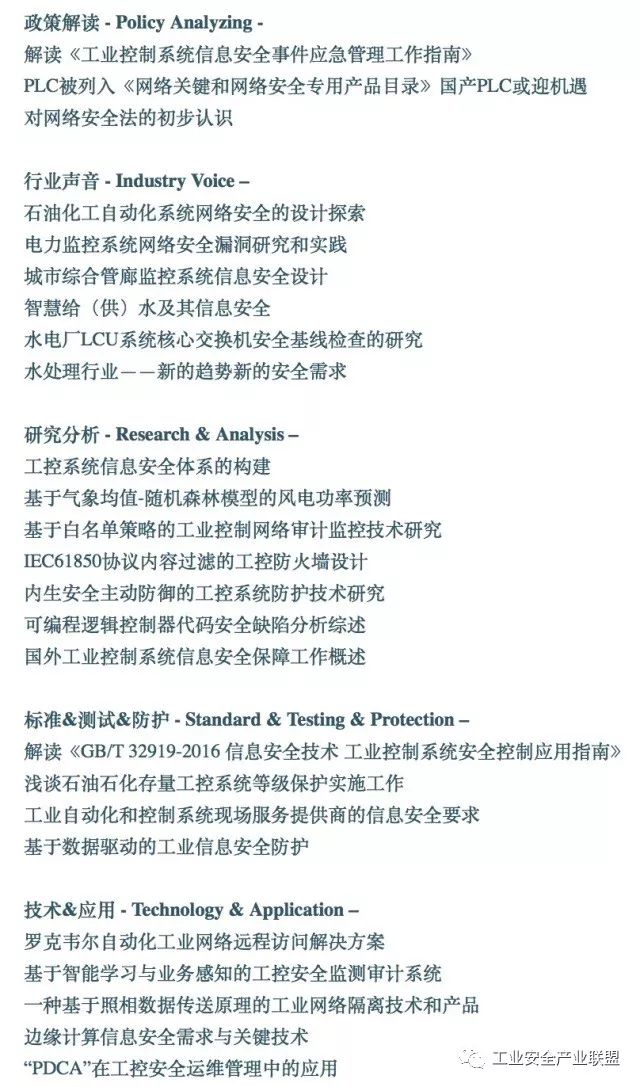 政策解读 - Policy Analyzing -
解读《工业控制系统信息安全事件应急管理工作指南》
PLC被列入《网络关键和网络安全专用产品目录》国产PLC或迎机遇
对网络安全法的初步认识
行业声音 - Industry Voice –
石油化工自动化系统网络安全的设计探索
电力监控系统网络安全漏洞研究和实践
城市综合管廊监控系统信息安全设计
智慧给（供）水及其信息安全
水电厂LCU系统核心交换机安全基线检查的研究
水处理行业——新的趋势新的安全需求
研究分析 - Research & Analysis –
工控系统信息安全体系的构建
基于气象均值-随机森林模型的风电功率预测
基于白名单策略的工业控制网络审计监控技术研究
IEC61850协议内容过滤的工控防火墙设计
内生安全主动防御的工控系统防护技术研究
可编程逻辑控制器代码安全缺陷分析综述
国外工业控制系统信息安全保障工作概述
标准&测试&防护 - Standard & Testing & Protection –
解读《GB/T 32919-2016 信息安全技术 工业控制系统安全控制应用指南》
浅谈石油石化存量工控系统等级保护实施工作
工业自动化和控制系统现场服务提供商的信息安全要求
基于数据驱动的工业信息安全防护
技术&应用 - Technology & Application –
罗克韦尔自动化工业网络远程访问解决方案
基于智能学习与业务感知的工控安全监测审计系统
一种基于照相数据传送原理的工业网络隔离技术和产品
边缘计算信息安全需求与关键技术
“PDCA”在工控安全运维管理中的应用
工业安全产业联盟